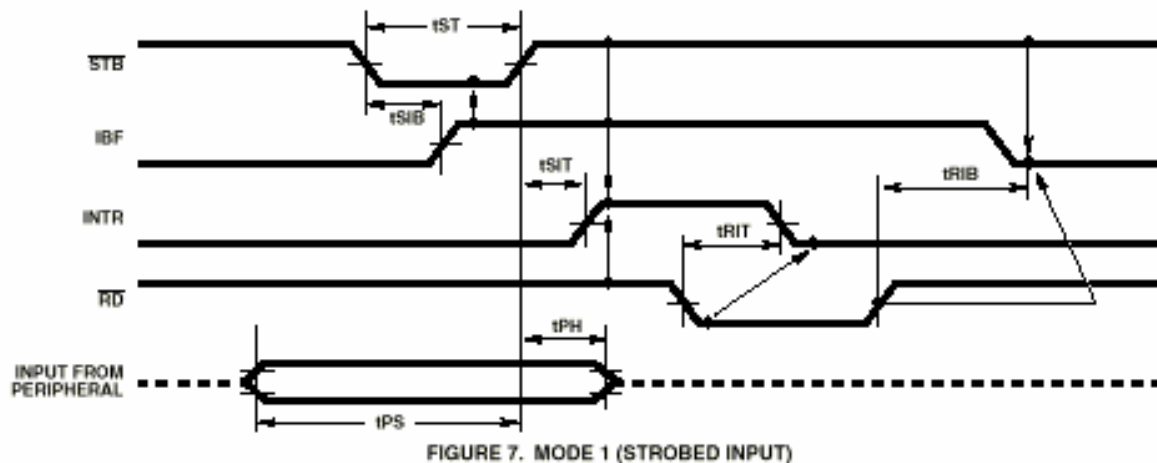 tST
STB
tSIB
IBF
tSIT
tRIB
INTR
tRIT
RD
tPH
INPUT FROM
PERIPHERAL
tPS
FIGURE 7. MODE 1 (STROBED INPUT)